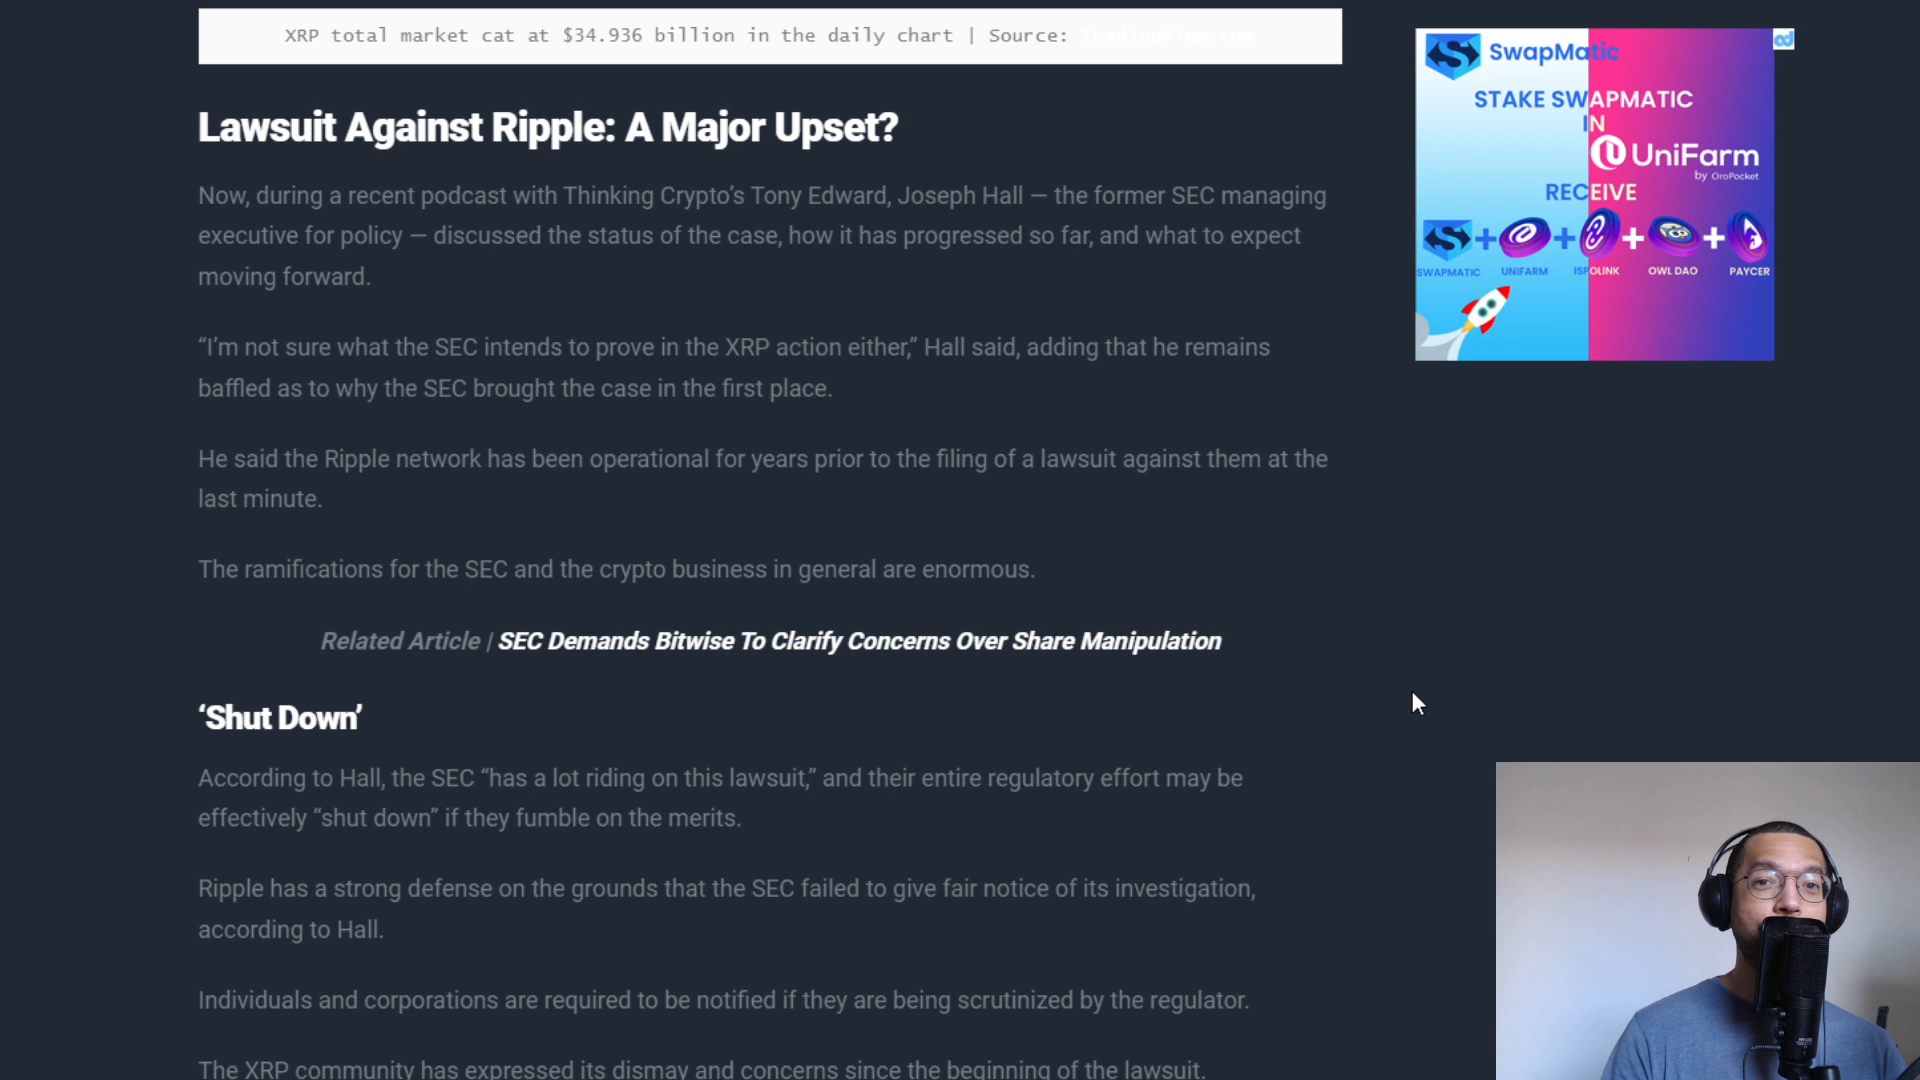 XRP total market cat at $34.936 billion in the daily chart | Source: TradingView.com
Lawsuit Against Ripple: A Major Upset?
Now, during a recent podcast with Thinking Crypto’s Tony Edward, Joseph Hall — the former SEC managing
executive for policy — discussed the status of the case, how it has progressed so far, and what to expect
moving forward.
“I’m not sure what the SEC intends to prove in the XRP action either,” Hall said, adding that he remains
baffled as to why the SEC brought the case in the first place.
He said the Ripple network has been operational for years prior to the filing of a lawsuit against them at the
last minute.
The ramifications for the SEC and the crypto business in general are enormous.
Related Article | SEC Demands Bitwise To Clarify Concerns Over Share Manipulation
‘Shut Down’
According to Hall, the SEC “has a lot riding on this lawsuit,” and their entire regulatory effort may be
effectively “shut down” if they fumble on the merits.
Ripple has a strong defense on the grounds that the SEC failed to give fair notice of its investigation,
according to Hall.
Individuals and corporations are required to be notified if they are being scrutinized by the regulator.
The XRP community has expressed its dismay and concerns since the beginning of the lawsuit.
SwapMatic
STAKE SWAPMATIC
IN
UniFarm
by OroPocket
RECEIVE
SWAPMATIC UNIFARM ISPOLINK OWL DAO PAYCER